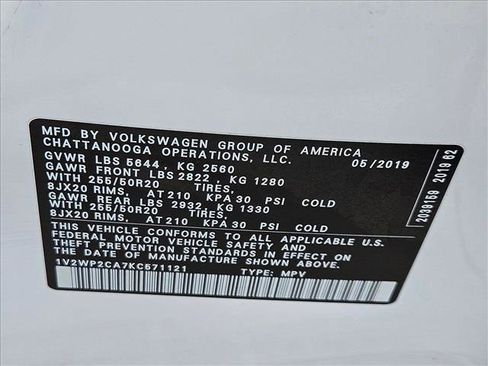 MFD BY VOLKSWAGEN GROUP OF AMERICA
CHATTANOOGA OPERATIONS, LLC. 05/2019
GVWR LBS 5644 , KG 2560
GAWR FRONT LBS 2822 , KG 1280
WITH 255/50R20 TIRES,
8JX20 RIMS, AT 210 KPA 30 PSI COLD
GAWR REAR LBS 2932, KG 1330
WITH 255/50R20 TIRES,
8JX20 RIMS, AT 210 KPA 30 PSI COLD
THIS VEHICLE CONFORMS TO ALL APPLICABLE U.S.
FEDERAL MOTOR VEHICLE SAFETY AND
THEFT PREVENTION STANDARDS IN EFFECT ON
THE DATE OF MANUFACTURE SHOWN ABOVE.
1V2WP2CA7KC571121 TYPE: MPV
2039159 2019 62